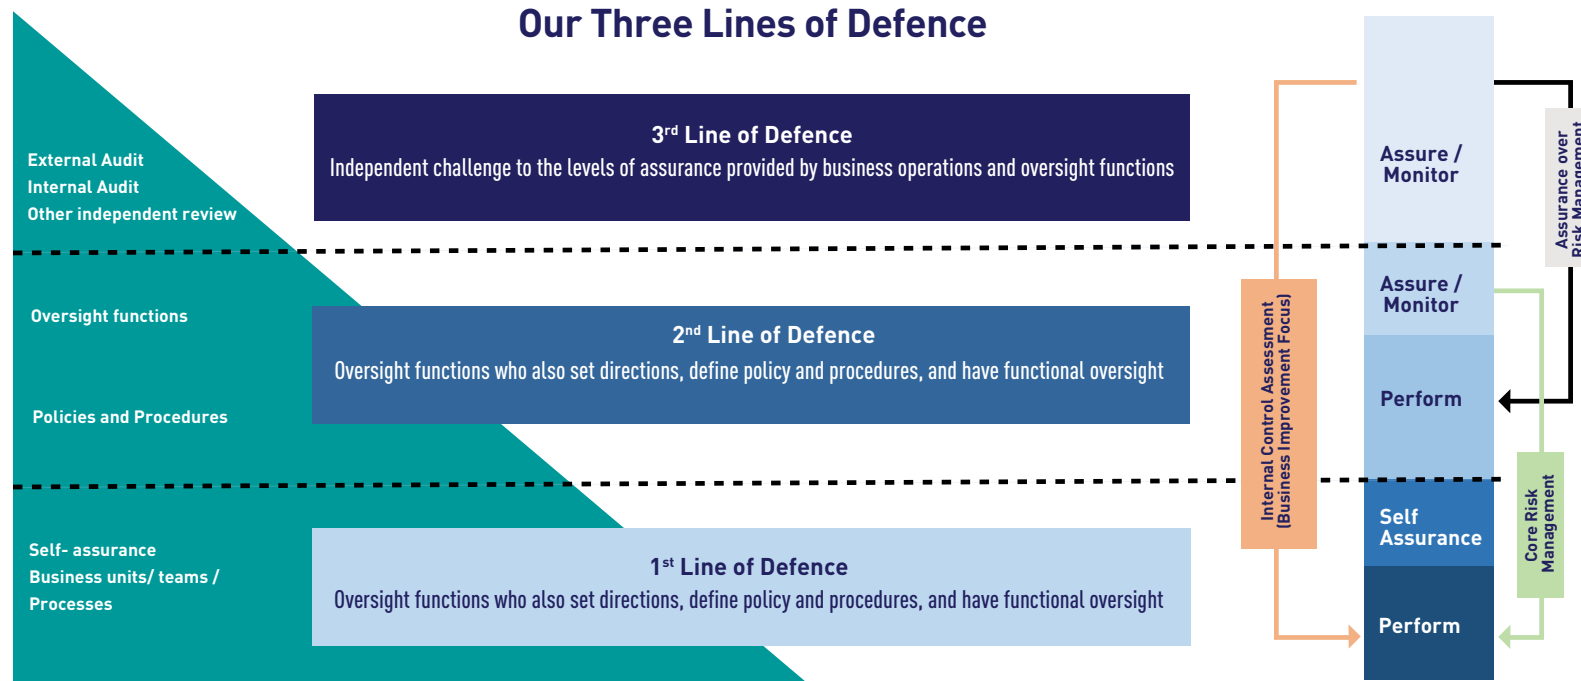 Our Three Lines of Defence
External Audit
Internal Audit
Other independent review
3rd Line of Defence
Independent challenge to the levels of assurance provided by business operations and oversight functions
Oversight functions
Policies and Procedures
2nd Line of Defence
Oversight functions who also set directions, define policy and procedures, and have functional oversight
Self- assurance
Business units/ teams /
Processes
1st Line of Defence
Oversight functions who also set directions, define policy and procedures, and have functional oversight
Internal Control Assessment
(Business Improvement Focus)
Assure /
Monitor
Assure /
Monitor
Perform
Self
Assurance
Perform
Assurance over
Risk Management
Core Risk
Management